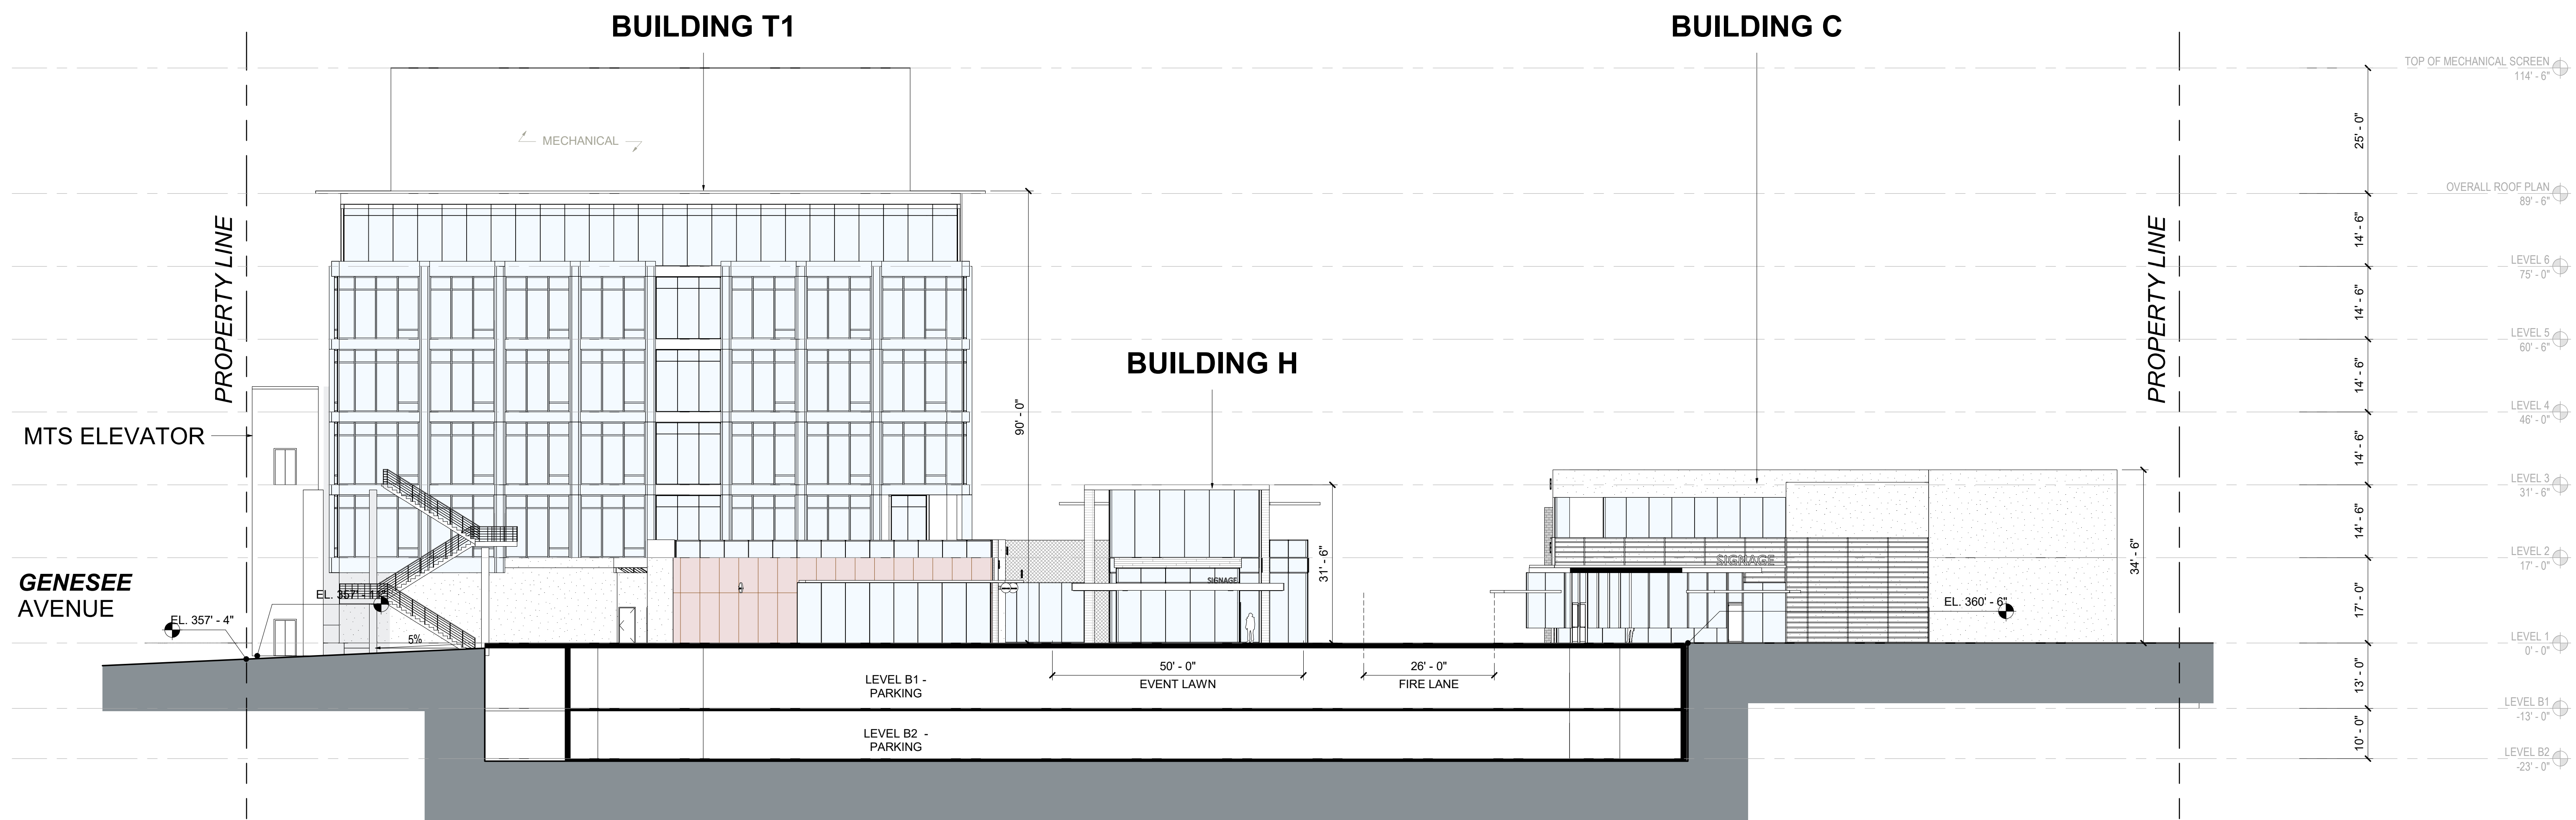 BUILDING T1
BUILDING C
TOP OF MECHANICAL SCREEN
114' - 6"
25' - 0"
MECHANICAL
OVERALL ROOF PLAN
89' - 6"
14' - 6"
PROPERTY LINE
PROPERTY LINE
LEVEL 6
75' - 0"
14' - 6"
LEVEL 5
60' - 6"
14' - 6"
BUILDING H
90' - 0"
LEVEL 4
46' - 0"
MTS ELEVATOR
14' - 6"
LEVEL 3
31' - 6"
14' - 6"
31' - 6"
34' - 6"
LEVEL 2
17' - 0"
SIGNAGE
SIGNAGE
GENESEE
AVENUE
EL. 357' - 4"
EL. 360' - 6"
17' - 0"
5%
LEVEL 1
0' - 0"
50' - 0"
EVENT LAWN
26' - 0"
FIRE LANE
LEVEL B1 -
PARKING
13' - 0"
LEVEL B1
-13' - 0"
LEVEL B2 -
PARKING
10' - 0"
LEVEL B2
-23' - 0"